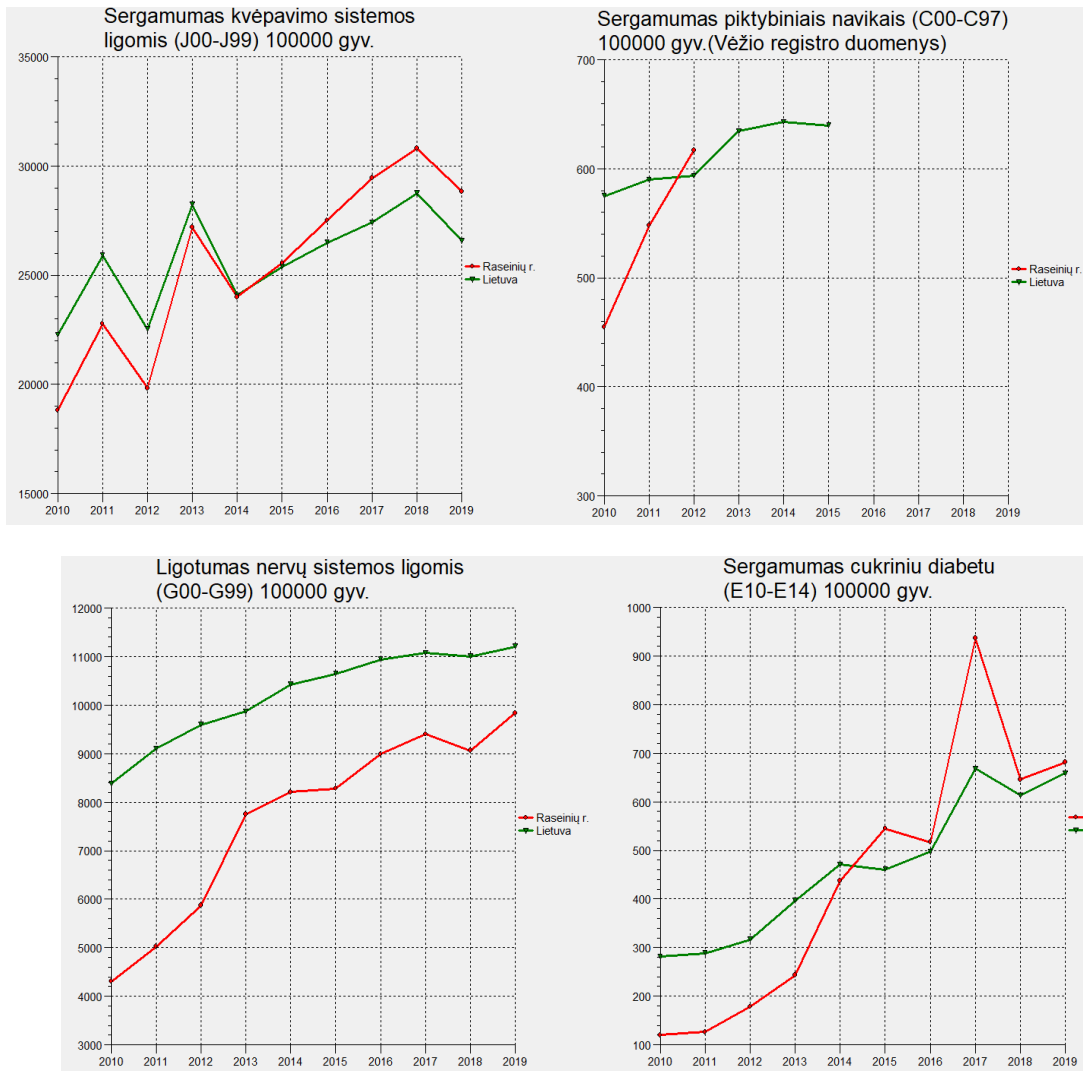 Sergamumas kvėpavimo sistemos
ligomis (J00-J99) 100000 gyv.
35000
30000
25000
20000
15000
2010 2011 2012 2013 2014 2015 2016 2017 2018 2019
Raseinių r.
Lietuva
Sergamumas piktybiniais navikais (C00-C97)
100000 gyv.(Vėžio registro duomenys)
700
600
500
400
300
2010 2011 2012 2013 2014 2015 2016 2017 2018 2019
Raseinių r.
Lietuva
Ligotumas nervų sistemos ligomis
(G00-G99) 100000 gyv.
12000
11000
10000
9000
8000
7000
6000
5000
4000
3000
2010 2011 2012 2013 2014 2015 2016 2017 2018 2019
Raseinių r.
Lietuva
Sergamumas cukriniu diabetu
(E10-E14) 100000 gyv.
1000
900
800
700
600
500
400
300
200
100
2010 2011 2012 2013 2014 2015 2016 2017 2018 2019